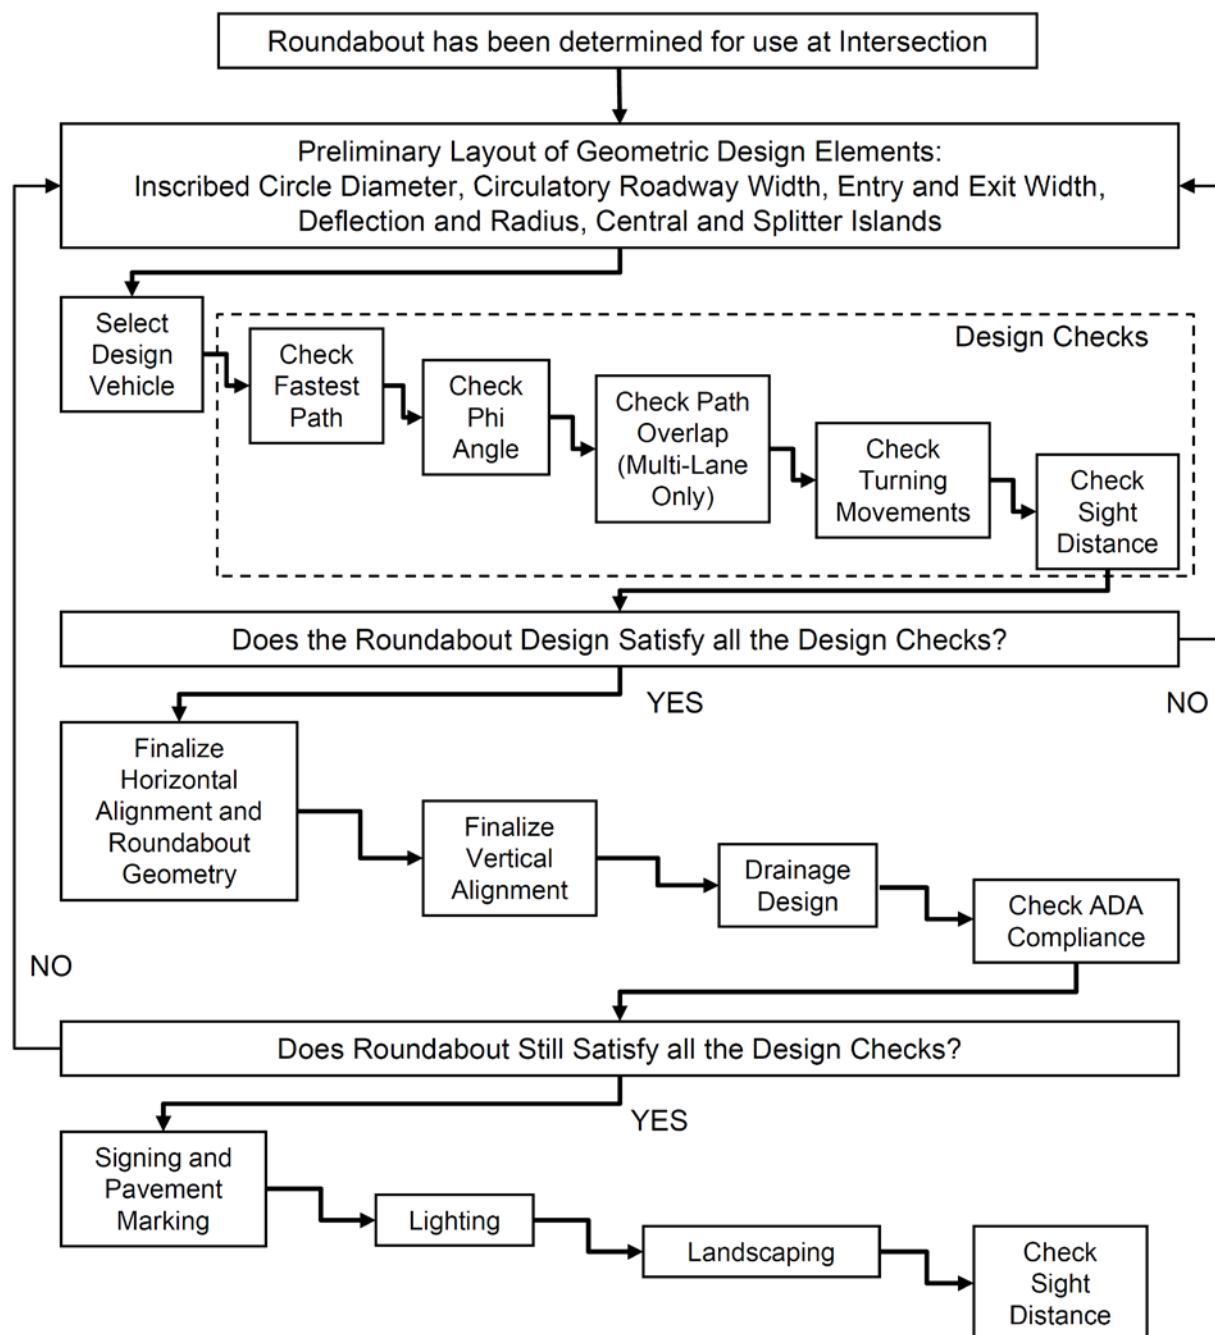 Roundabout has been determined for use at Intersection
Preliminary Layout of Geometric Design Elements:
Inscribed Circle Diameter, Circulatory Roadway Width, Entry and Exit Width,
Deflection and Radius, Central and Splitter Islands
Select
Design
Vehicle
Design Checks
Check
Fastest
Path
Check
Phi
Angle
Check Path
Overlap
(Multi-Lane
Only)
Check
Turning
Movements
Check
Sight
Distance
Does the Roundabout Design Satisfy all the Design Checks?
YES
NO
Finalize
Horizontal
Alignment and
Roundabout
Geometry
Finalize
Vertical
Alignment
Drainage
Design
Check ADA
Compliance
NO
Does Roundabout Still Satisfy all the Design Checks?
YES
Signing and
Pavement
Marking
Lighting
Landscaping
Check
Sight
Distance